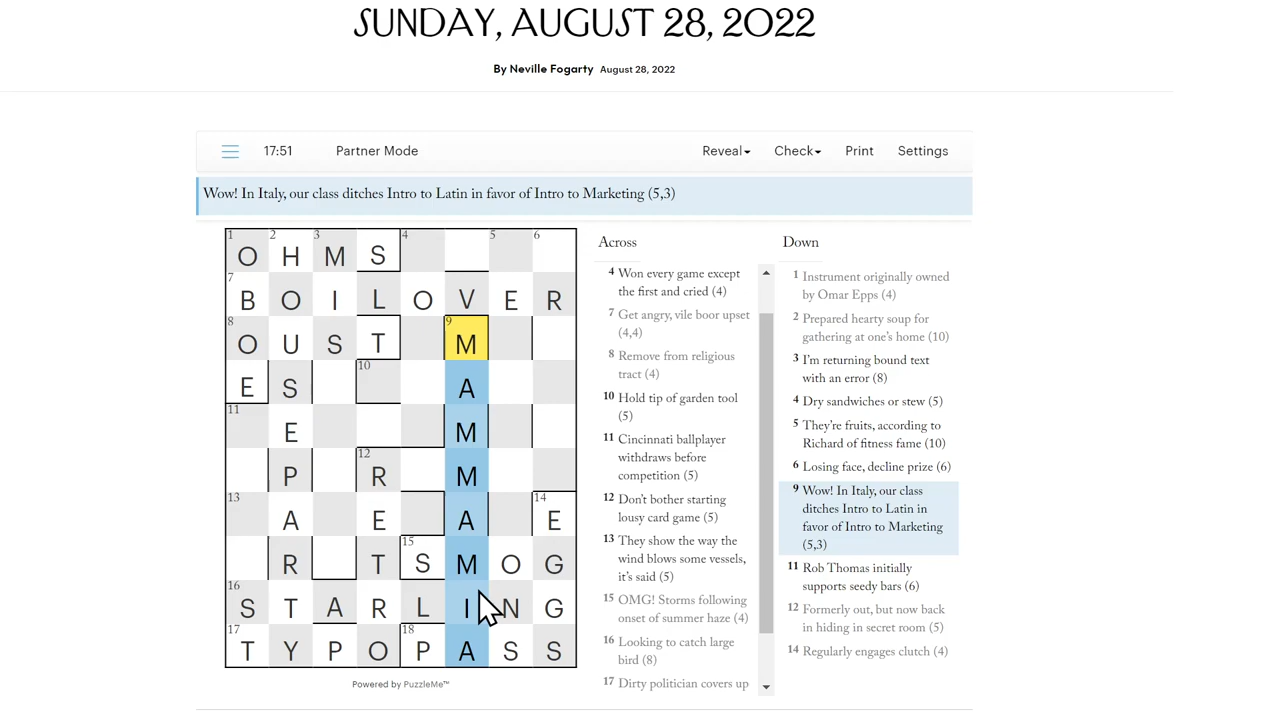 SUNDAY, AUGUST 28, 2022
By Neville Fogarty August 28, 2022
17:51 Partner Mode Reveal Check Print Settings
Wow! In Italy, our class ditches Intro to Latin in favor of Intro to Marketing (5,3)
1 O 2 H 3 M S 4 5 6
7 B O I L O V E R
8 O U S T 9 M
E S 10 A
11 E M
P 12 R M
13 A E A 14 E
R T 15 S M O G
16 S T A R L I N G
17 T Y P O 18 P A S S
Powered by PuzzleMe™
Across
4 Won every game except
the first and cried (4)
7 Get angry, vile boor upset
(4,4)
8 Remove from religious
tract (4)
10 Hold tip of garden tool
(5)
11 Cincinnati ballplayer
withdraws before
competition (5)
12 Don't bother starting
lousy card game (5)
13 They show the way the
wind blows some vessels,
it's said (5)
15 OMG! Storms following
onset of summer haze (4)
16 Looking to catch large
bird (8)
17 Dirty politician covers up
Down
1 Instrument originally owned
by Omar Epps (4)
2 Prepared hearty soup for
gathering at one's home (10)
3 I'm returning bound text
with an error (8)
4 Dry sandwiches or stew (5)
5 They're fruits, according to
Richard of fitness fame (10)
6 Losing face, decline prize (6)
9 Wow! In Italy, our class
ditches Intro to Latin in
favor of Intro to Marketing
(5,3)
11 Rob Thomas initially
supports seedy bars (6)
12 Formerly out, but now back
in hiding in secret room (5)
14 Regularly engages clutch (4)